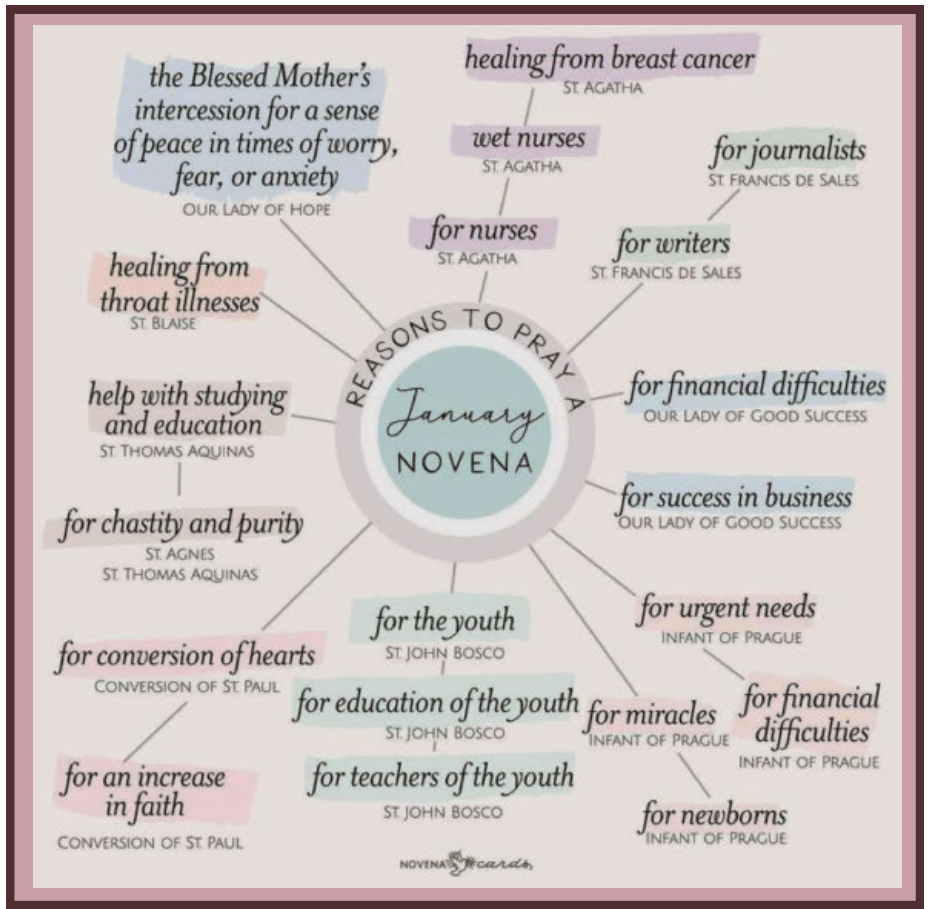 REASONS TO PRAY A
January
NOVENA
the Blessed Mother's
intercession for a sense
of peace in times of worry,
fear, or anxiety
OUR LADY OF HOPE
healing from breast cancer
ST. AGATHA
wet nurses
ST. AGATHA
for nurses
ST. AGATHA
for journalists
ST. FRANCIS DE SALES
for writers
ST. FRANCIS DE SALES
healing from
throat illnesses
ST. BLAISE
help with studying
and education
ST. THOMAS AQUINAS
for chastity and purity
ST. AGNES
ST. THOMAS AQUINAS
for financial difficulties
OUR LADY OF GOOD SUCCESS
for success in business
OUR LADY OF GOOD SUCCESS
for conversion of hearts
CONVERSION OF ST. PAUL
for an increase
in faith
CONVERSION OF ST. PAUL
for the youth
ST. JOHN BOSCO
for education of the youth
ST. JOHN BOSCO
for teachers of the youth
ST. JOHN BOSCO
for urgent needs
INFANT OF PRAGUE
for financial
difficulties
INFANT OF PRAGUE
for miracles
INFANT OF PRAGUE
for newborns
INFANT OF PRAGUE
NOVENA cards